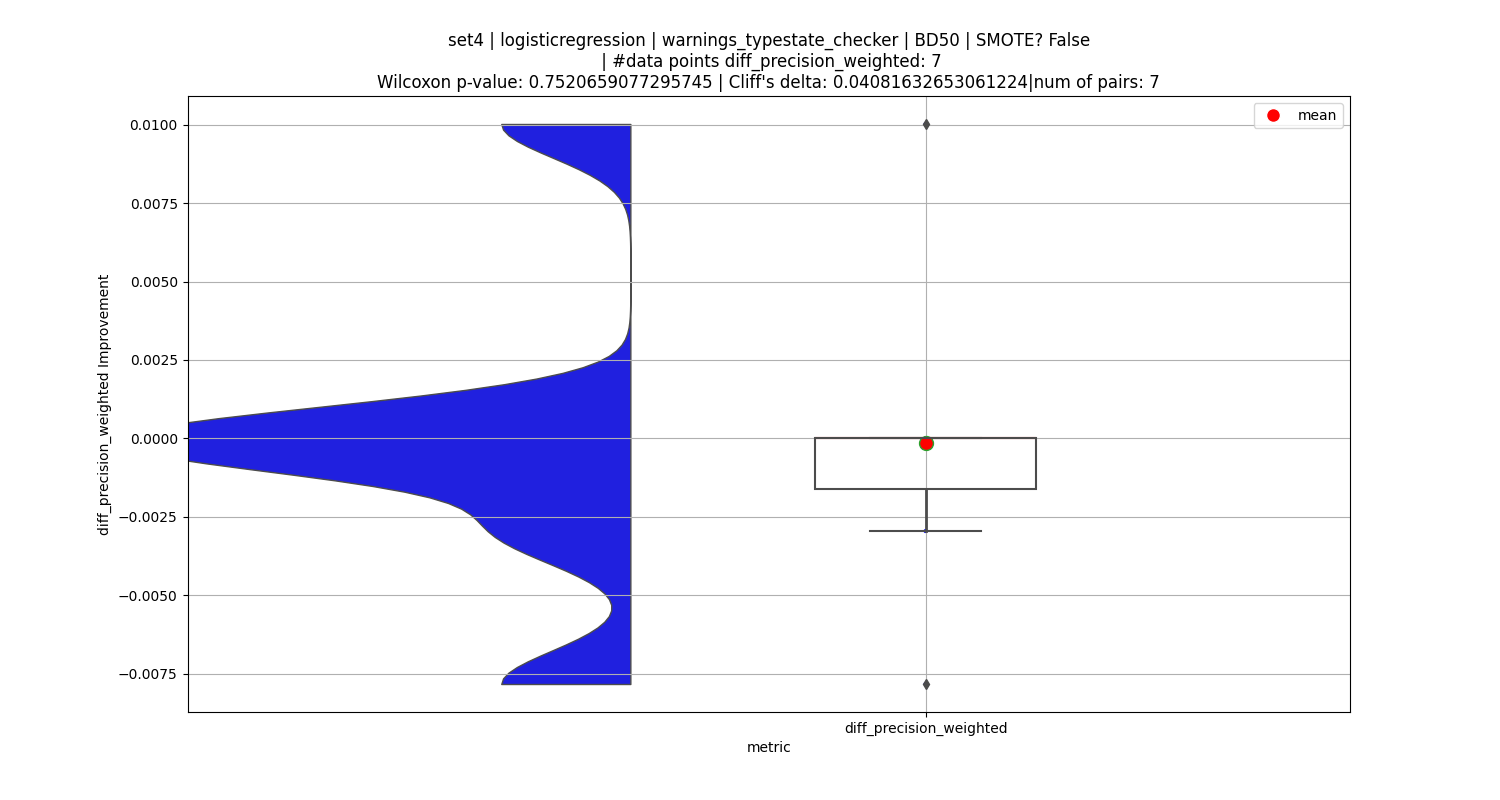 set4 | logisticregression | warnings_typestate_checker | BD50 | SMOTE? False
| #data points diff_precision_weighted: 7
Wilcoxon p-value: 0.7520659077295745 | Cliff's delta: 0.04081632653061224|num of pairs: 7
mean
0.0100
0.0075
0.0050
0.0025
0.0000
−0.0025
−0.0050
−0.0075
diff_precision_weighted Improvement
diff_precision_weighted
metric